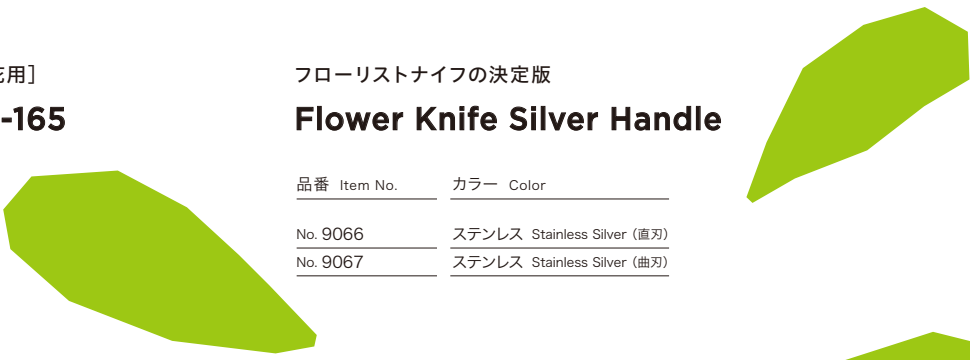 用］
-165
フローリストナイフの決定版
Flower Knife Silver Handle
品番 Item No. カラー Color
No. 9066 ステンレス Stainless Silver（直刃）
No. 9067 ステンレス Stainless Silver（曲刃）